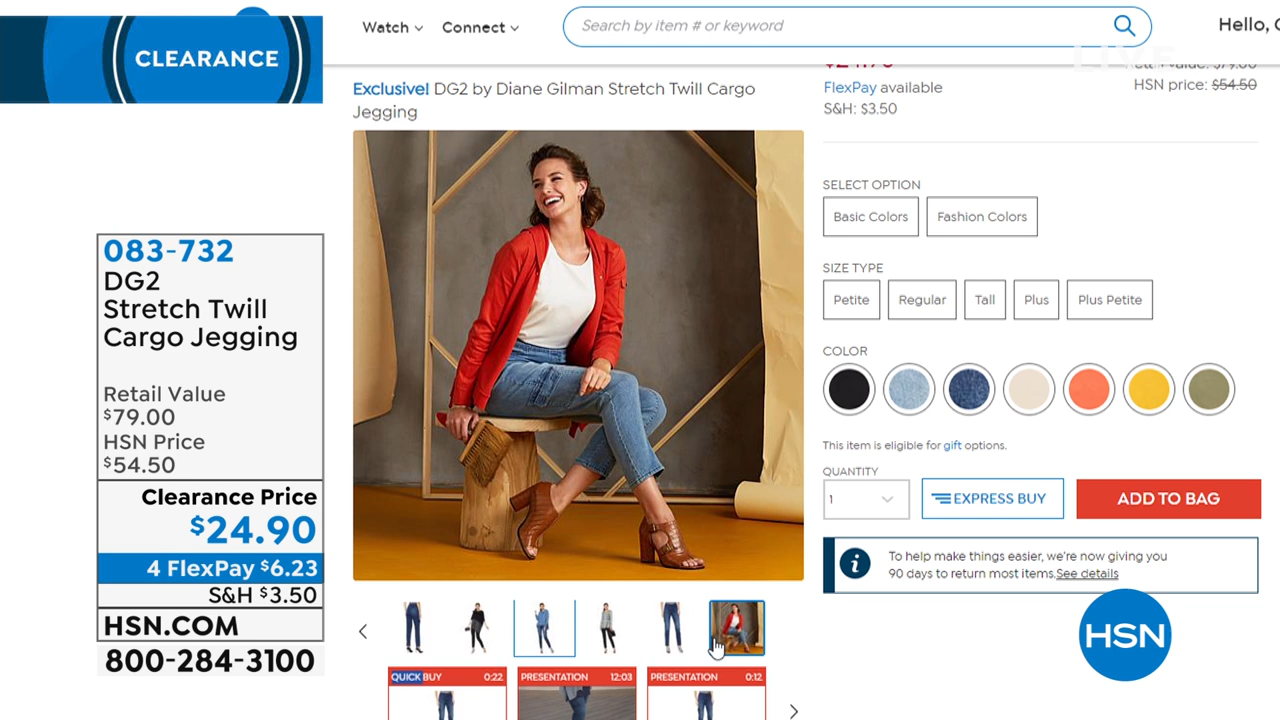 CLEARANCE
Watch
Connect
Search by item # or keyword
Hello,
LIVE
Exclusive! DG2 by Diane Gilman Stretch Twill Cargo
Jegging
Retail Value: $79.00
FlexPay available
HSN price: $54.50
S&H: $3.50
SELECT OPTION
Basic Colors
Fashion Colors
SIZE TYPE
Petite
Regular
Tall
Plus
Plus Petite
COLOR
This item is eligible for gift options.
QUANTITY
1
EXPRESS BUY
ADD TO BAG
i
To help make things easier, we're now giving you
90 days to return most items.See details
HSN
083-732
DG2
Stretch Twill
Cargo Jegging
Retail Value
$79.00
HSN Price
$54.50
Clearance Price
$24.90
4 FlexPay $6.23
S&H $3.50
HSN.COM
800-284-3100
QUICK BUY 0:22
PRESENTATION 12:03
PRESENTATION 0:12